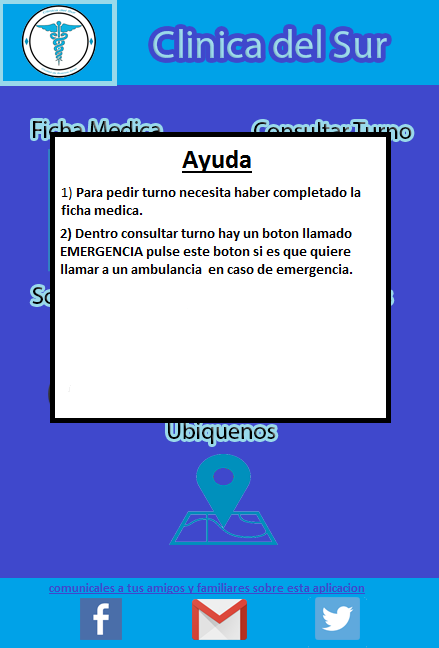 Clinica del Sur
Ficha Medica
Consultar Turno
Ayuda
1) Para pedir turno necesita haber completado la
ficha medica.
2) Dentro consultar turno hay un boton llamado
EMERGENCIA pulse este boton si es que quiere
llamar a un ambulancia en caso de emergencia.
Ubiquenos
comunicales a tus amigos y familiares sobre esta aplicacion